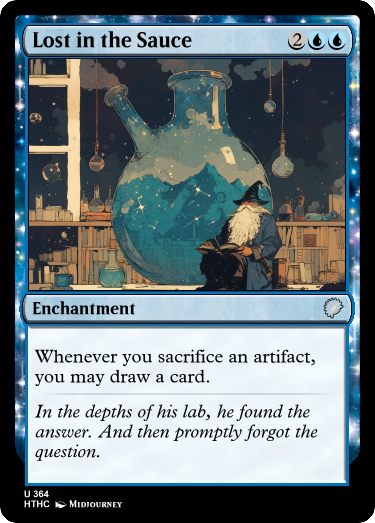 Lost in the Sauce 2
Enchantment
Whenever you sacrifice an artifact,
you may draw a card.
In the depths of his lab, he found the
answer. And then promptly forgot the
question.
U 364
HTHC Midjourney